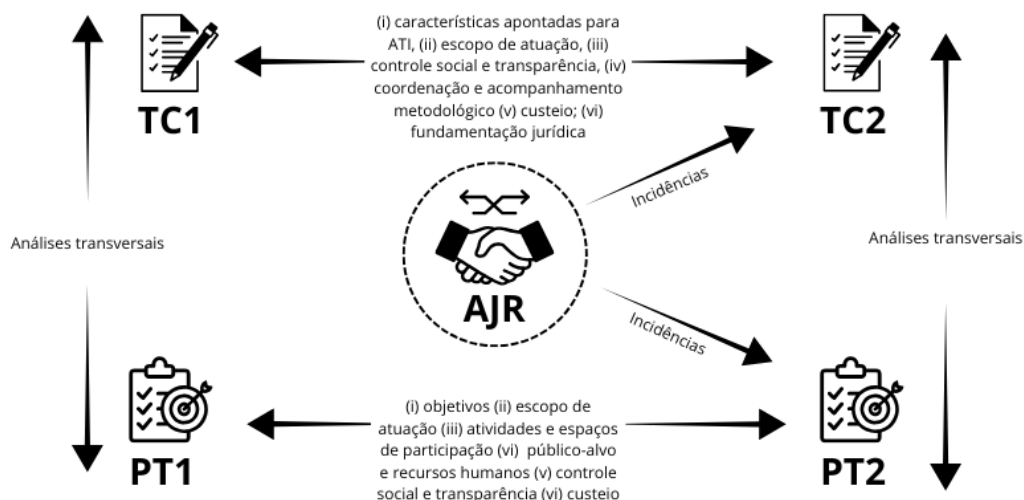 (i) características apontadas para
ATI, (ii) escopo de atuação, (iii)
controle social e transparência, (iv)
coordenação e acompanhamento
metodológico (v) custeio; (vi)
fundamentação jurídica
TC1
TC2
Incidências
Análises transversais
Análises transversais
AJR
Incidências
(i) objetivos (ii) escopo de
atuação (iii) atividades e espaços
de participação (vi) público-alvo
e recursos humanos (v) controle
social e transparência (vi) custeio
PT1
PT2